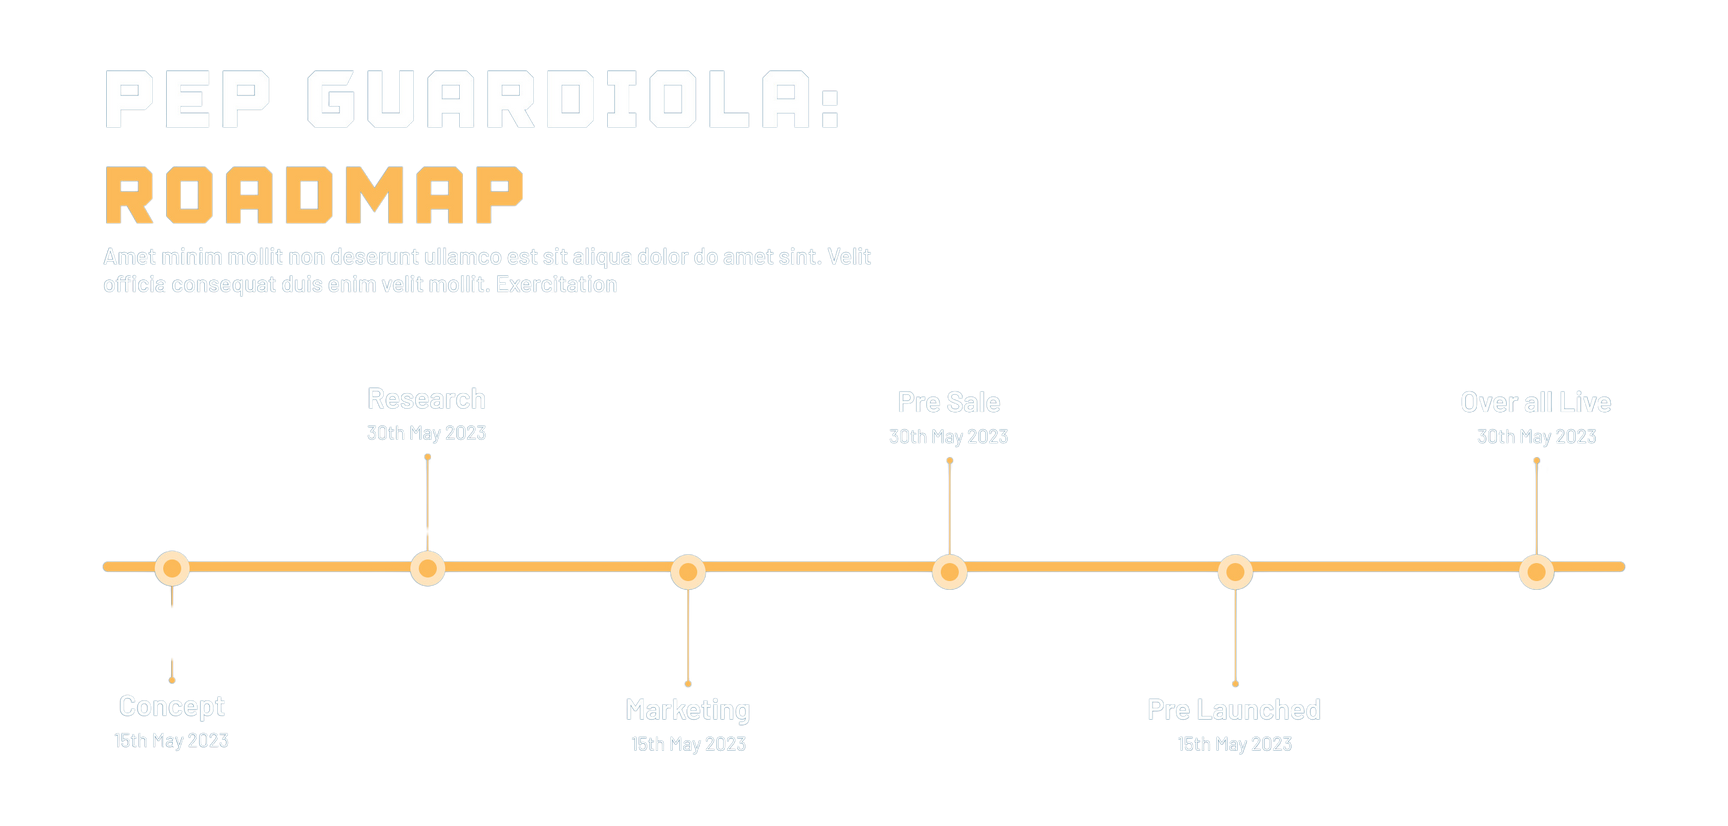 PEP GUARDIOLA:
ROADMAP
Amet minim mollit non deserunt ullamco est sit aliqua dolor do amet sint. Velit
officia consequat duis enim velit mollit. Exercitation
Research
30th May 2023
Pre Sale
30th May 2023
Over all Live
30th May 2023
Concept
15th May 2023
Marketing
15th May 2023
Pre Launched
15th May 2023